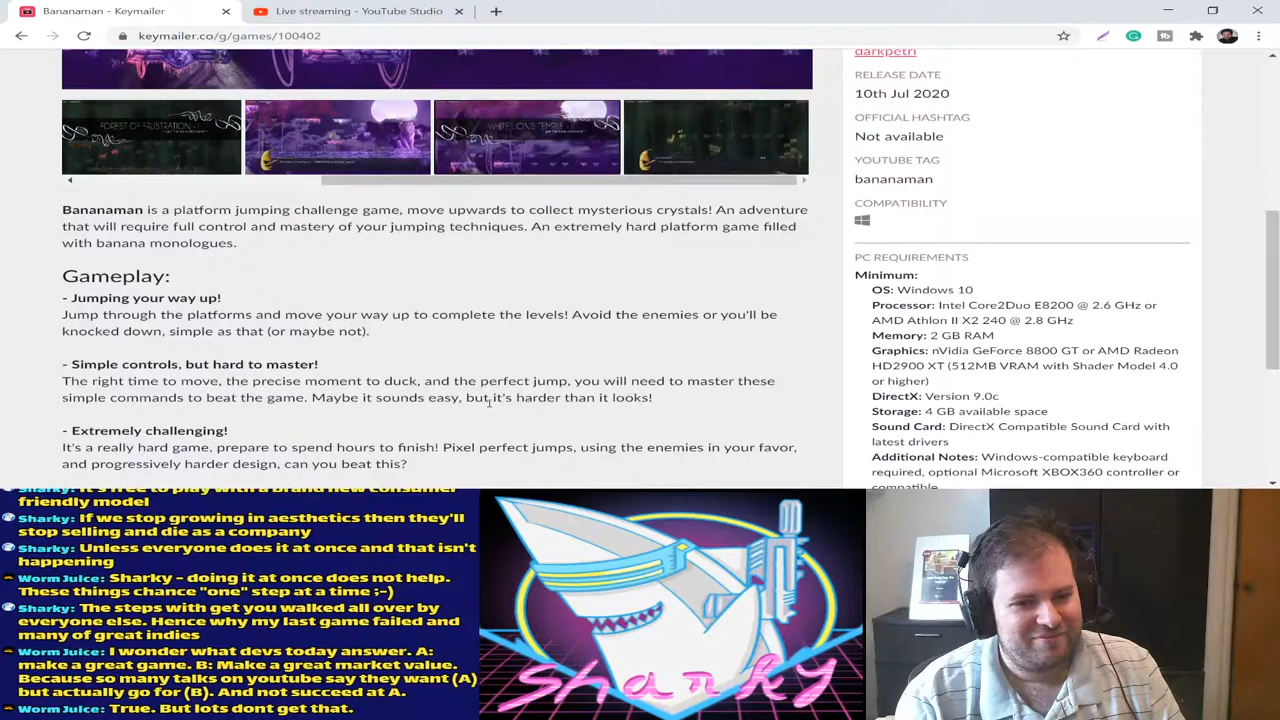 Bananaman - Keymailer
Live streaming - YouTube Studio
keymailer.co/g/games/100402
darkpetri
RELEASE DATE
10th Jul 2020
OFFICIAL HASHTAG
Not available
YOUTUBE TAG
bananaman
COMPATIBILITY
PC REQUIREMENTS
Minimum:
OS: Windows 10
Processor: Intel Core2Duo E8200 @ 2.6 GHz or
AMD Athlon II X2 240 @ 2.8 GHz
Memory: 2 GB RAM
Graphics: nVidia GeForce 8800 GT or AMD Radeon
HD2900 XT (512MB VRAM with Shader Model 4.0
or higher)
DirectX: Version 9.0c
Storage: 4 GB available space
Sound Card: DirectX Compatible Sound Card with
latest drivers
Additional Notes: Windows-compatible keyboard
required, optional Microsoft XBOX360 controller or
compatible
FOREST OF FRUSTRATION - I
Bananaman is a platform jumping challenge game, move upwards to collect mysterious crystals! An adventure
that will require full control and mastery of your jumping techniques. An extremely hard platform game filled
with banana monologues.
Gameplay:
- Jumping your way up!
Jump through the platforms and move your way up to complete the levels! Avoid the enemies or you'll be
knocked down, simple as that (or maybe not).
- Simple controls, but hard to master!
The right time to move, the precise moment to duck, and the perfect jump, you will need to master these
simple commands to beat the game. Maybe it sounds easy, but it's harder than it looks!
- Extremely challenging!
It's a really hard game, prepare to spend hours to finish! Pixel perfect jumps, using the enemies in your favor,
and progressively harder design, can you beat this?
Sharky: It's free to play with a brand new consumer
friendly model
Sharky: If we stop growing in aesthetics then they'll
stop selling and die as a company
Sharky: Unless everyone does it at once and that isn't
happening
Worm Juice: Sharky - doing it at once does not help.
These things chance "one" step at a time ;-)
Sharky: The steps with get you walked all over by
everyone else. Hence why my last game failed and
many of great indies
Worm Juice: I wonder what devs today answer. A:
make a great game. B: Make a great market value.
Because so many talks on youtube say they want (A)
but actually go for (B). And not succeed at A.
Worm Juice: True. But lots dont get that.
Sharky